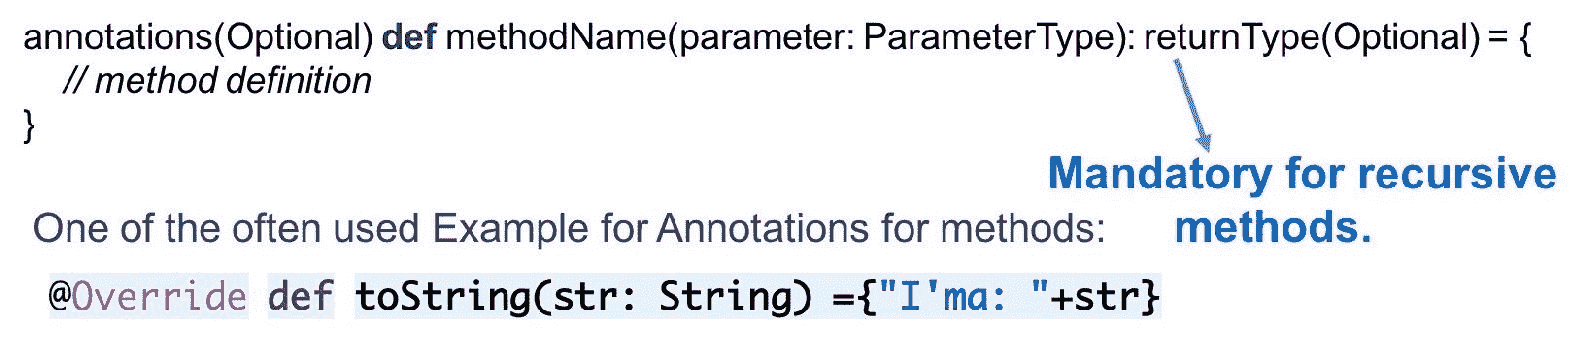 annotations(Optional) def methodName(parameter: ParameterType): returnType(Optional) = {
// method definition
}
Mandatory for recursive
methods.
One of the often used Example for Annotations for methods:
@Override def toString(str: String) ={"I'ma: "+str}